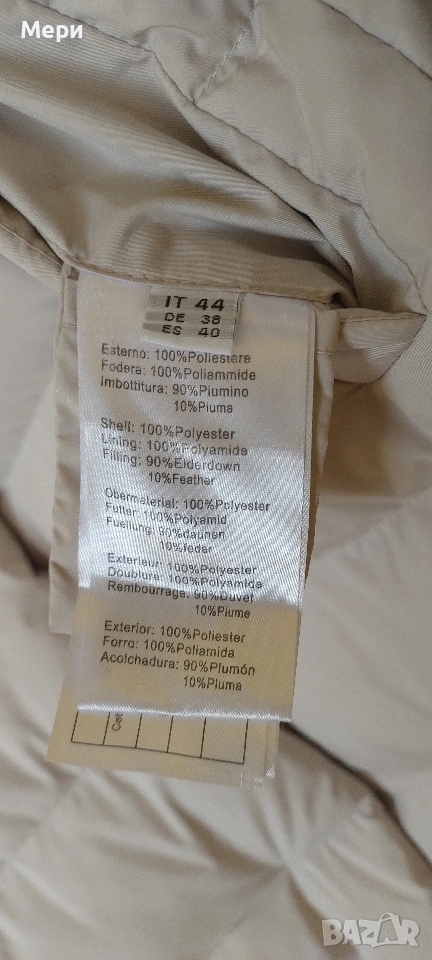 Мери
IT 44
DE 38
ES 40
Esterno: 100%Poliestere
Fodera: 100%Poliammide
Imbottitura: 90%Piumino
10%Piuma
Shell: 100%Polyester
Lining: 100%Polyamide
Filling: 90%Eiderdown
10%Feather
Obermaterial: 100%Polyester
Futter: 100%Polyamid
Fuellung: 90%daunen
10%feder
Exterieur: 100%Polyester
Doublure: 100%Polyamide
Rembourrage: 90%Duvet
10%Plume
Exterior: 100%Poliester
Forro: 100%Poliamida
Acolchadura: 90%Plumón
10%Pluma
BAZAR